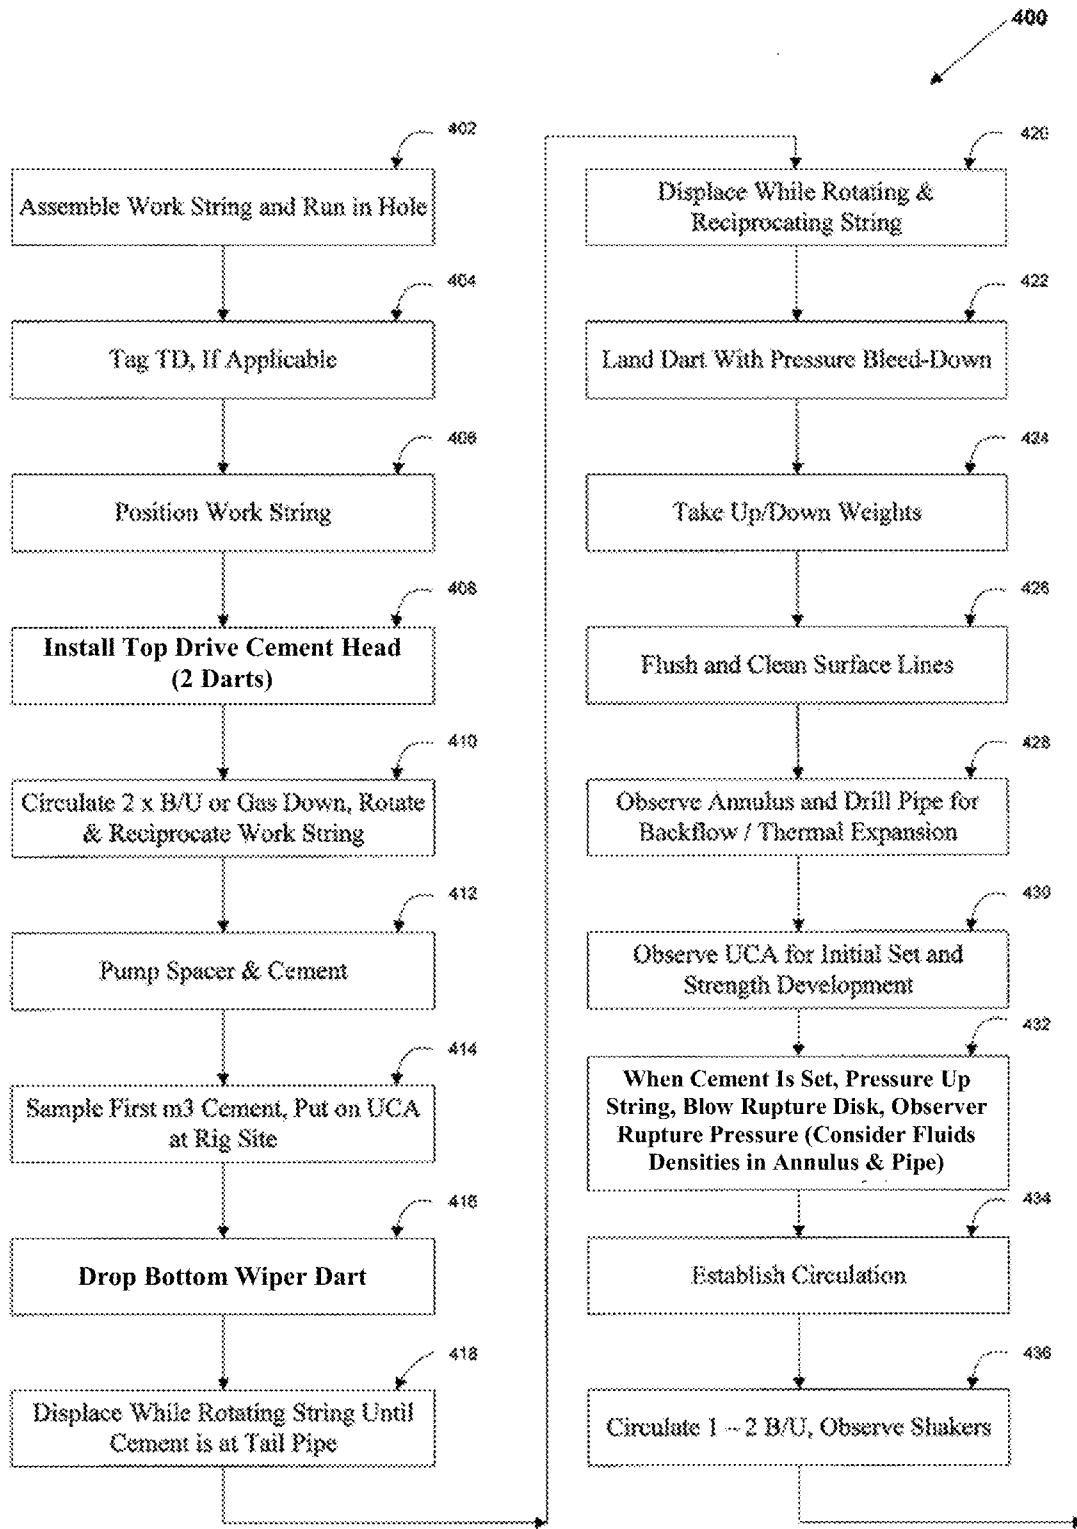 400
402
Assemble Work String and Run in Hole
404
Tag TD, If Applicable
406
Position Work String
408
Install Top Drive Cement Head
(2 Darts)
410
Circulate 2 x B/U or Gas Down, Rotate
& Reciprocate Work String
412
Pump Spacer & Cement
414
Sample First m3 Cement, Put on UCA
at Rig Site
416
Drop Bottom Wiper Dart
418
Displace While Rotating String Until
Cement is at Tail Pipe
420
Displace While Rotating &
Reciprocating String
422
Land Dart With Pressure Bleed-Down
424
Take Up/Down Weights
426
Flush and Clean Surface Lines
428
Observe Annulus and Drill Pipe for
Backflow / Thermal Expansion
430
Observe UCA for Initial Set and
Strength Development
432
When Cement Is Set, Pressure Up
String, Blow Rupture Disk, Observer
Rupture Pressure (Consider Fluids
Densities in Annulus & Pipe)
434
Establish Circulation
436
Circulate 1 – 2 B/U, Observe Shakers